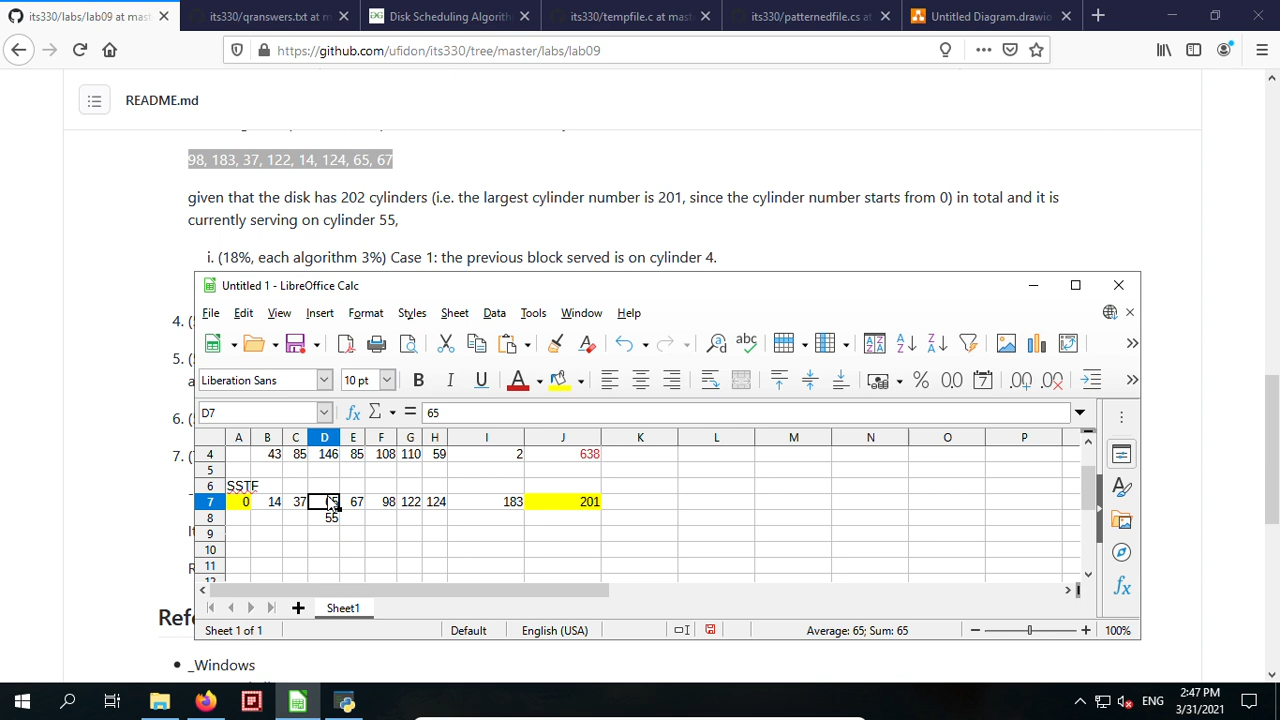 its330/labs/lab09 at mast
its330/qranswers.txt at m
Disk Scheduling Algorith
its330/tempfile.c at mast
its330/patternedfile.cs at
Untitled Diagram.drawio
https://github.com/ufidon/its330/tree/master/labs/lab09
README.md
98, 183, 37, 122, 14, 124, 65, 67
given that the disk has 202 cylinders (i.e. the largest cylinder number is 201, since the cylinder number starts from 0) in total and it is
currently serving on cylinder 55,
i. (18%, each algorithm 3%) Case 1: the previous block served is on cylinder 4.
4. (
5. (
a
6. (
7. (
It
R
Untitled 1 - LibreOffice Calc
File Edit View Insert Format Styles Sheet Data Tools Window Help
Liberation Sans 10 pt
D7 65
A B C D E F G H I J K L M N O P
4 43 85 146 85 108 110 59 2 638
5
6 SSTF
7 0 14 37 67 98 122 124 183 201
8 55
9
10
11
12
Sheet1
Sheet 1 of 1 Default English (USA) Average: 65; Sum: 65 100%
Refe
• _Windows
ENG
2:47 PM
3/31/2021